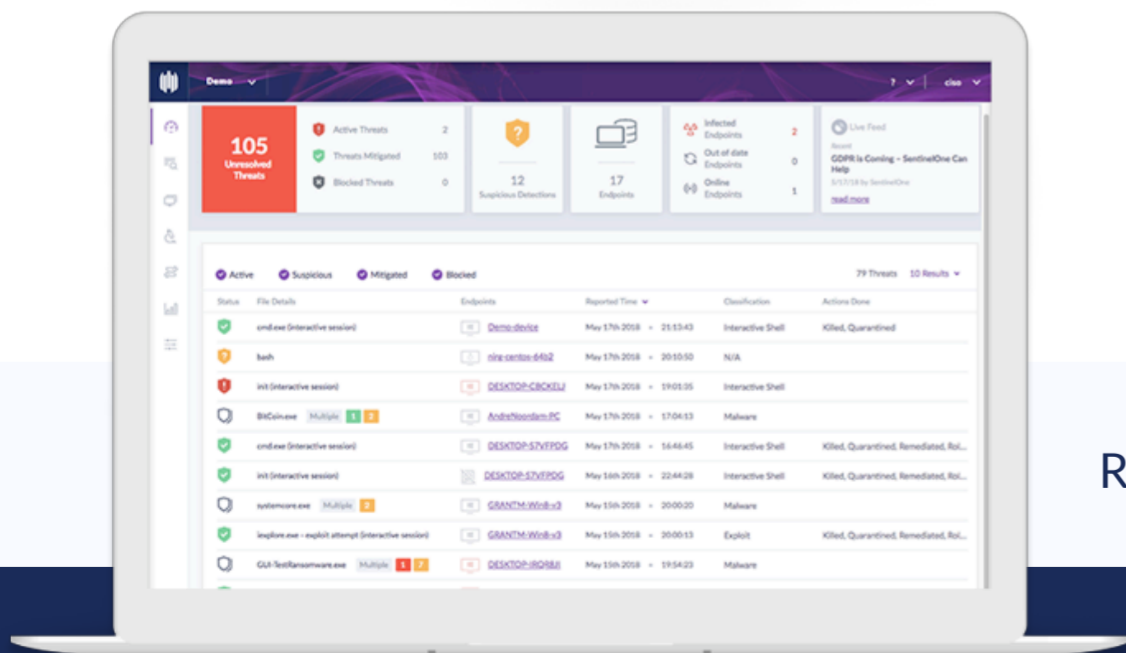 Demo
?
ciso
105
Unresolved
Threats
Active Threats 2
Threats Mitigated 103
Blocked Threats 0
12
Suspicious Detections
17
Endpoints
Infected
Endpoints 2
Out of date
Endpoints 0
Online
Endpoints 1
Live Feed
Recent
GDPR is Coming – SentinelOne Can
Help
5/17/18 by SentinelOne
read more
Active Suspicious Mitigated Blocked 79 Threats 10 Results
Status File Details Endpoints Reported Time Classification Actions Done
cmd.exe (interactive session) Demo-device May 17th 2018 • 21:13:43 Interactive Shell Killed, Quarantined
bash May 17th 2018 • 20:10:50 N/A
init (interactive session) DESKTOP-CBCKELJ May 17th 2018 • 19:01:35 Interactive Shell
BitCoin.exe Multiple 1 2 AndreNoordam-PC May 17th 2018 • 17:04:13 Malware
cmd.exe (interactive session) DESKTOP-S7VFPDG May 17th 2018 • 16:46:45 Interactive Shell Killed, Quarantined, Remediated, Rol...
init (interactive session) DESKTOP-S7VFPDG May 16th 2018 • 22:44:28 Interactive Shell
systemcore.exe Multiple 2 GRANTM-Win8-v3 May 15th 2018 • 20:00:20 Malware
iexplore.exe - exploit attempt (interactive session) GRANTM-Win8-v3 May 15th 2018 • 20:00:13 Exploit Killed, Quarantined, Remediated, Rol...
GUI-TestRansomware.exe Multiple 1 7 May 15th 2018 • 19:54:23 Malware
R